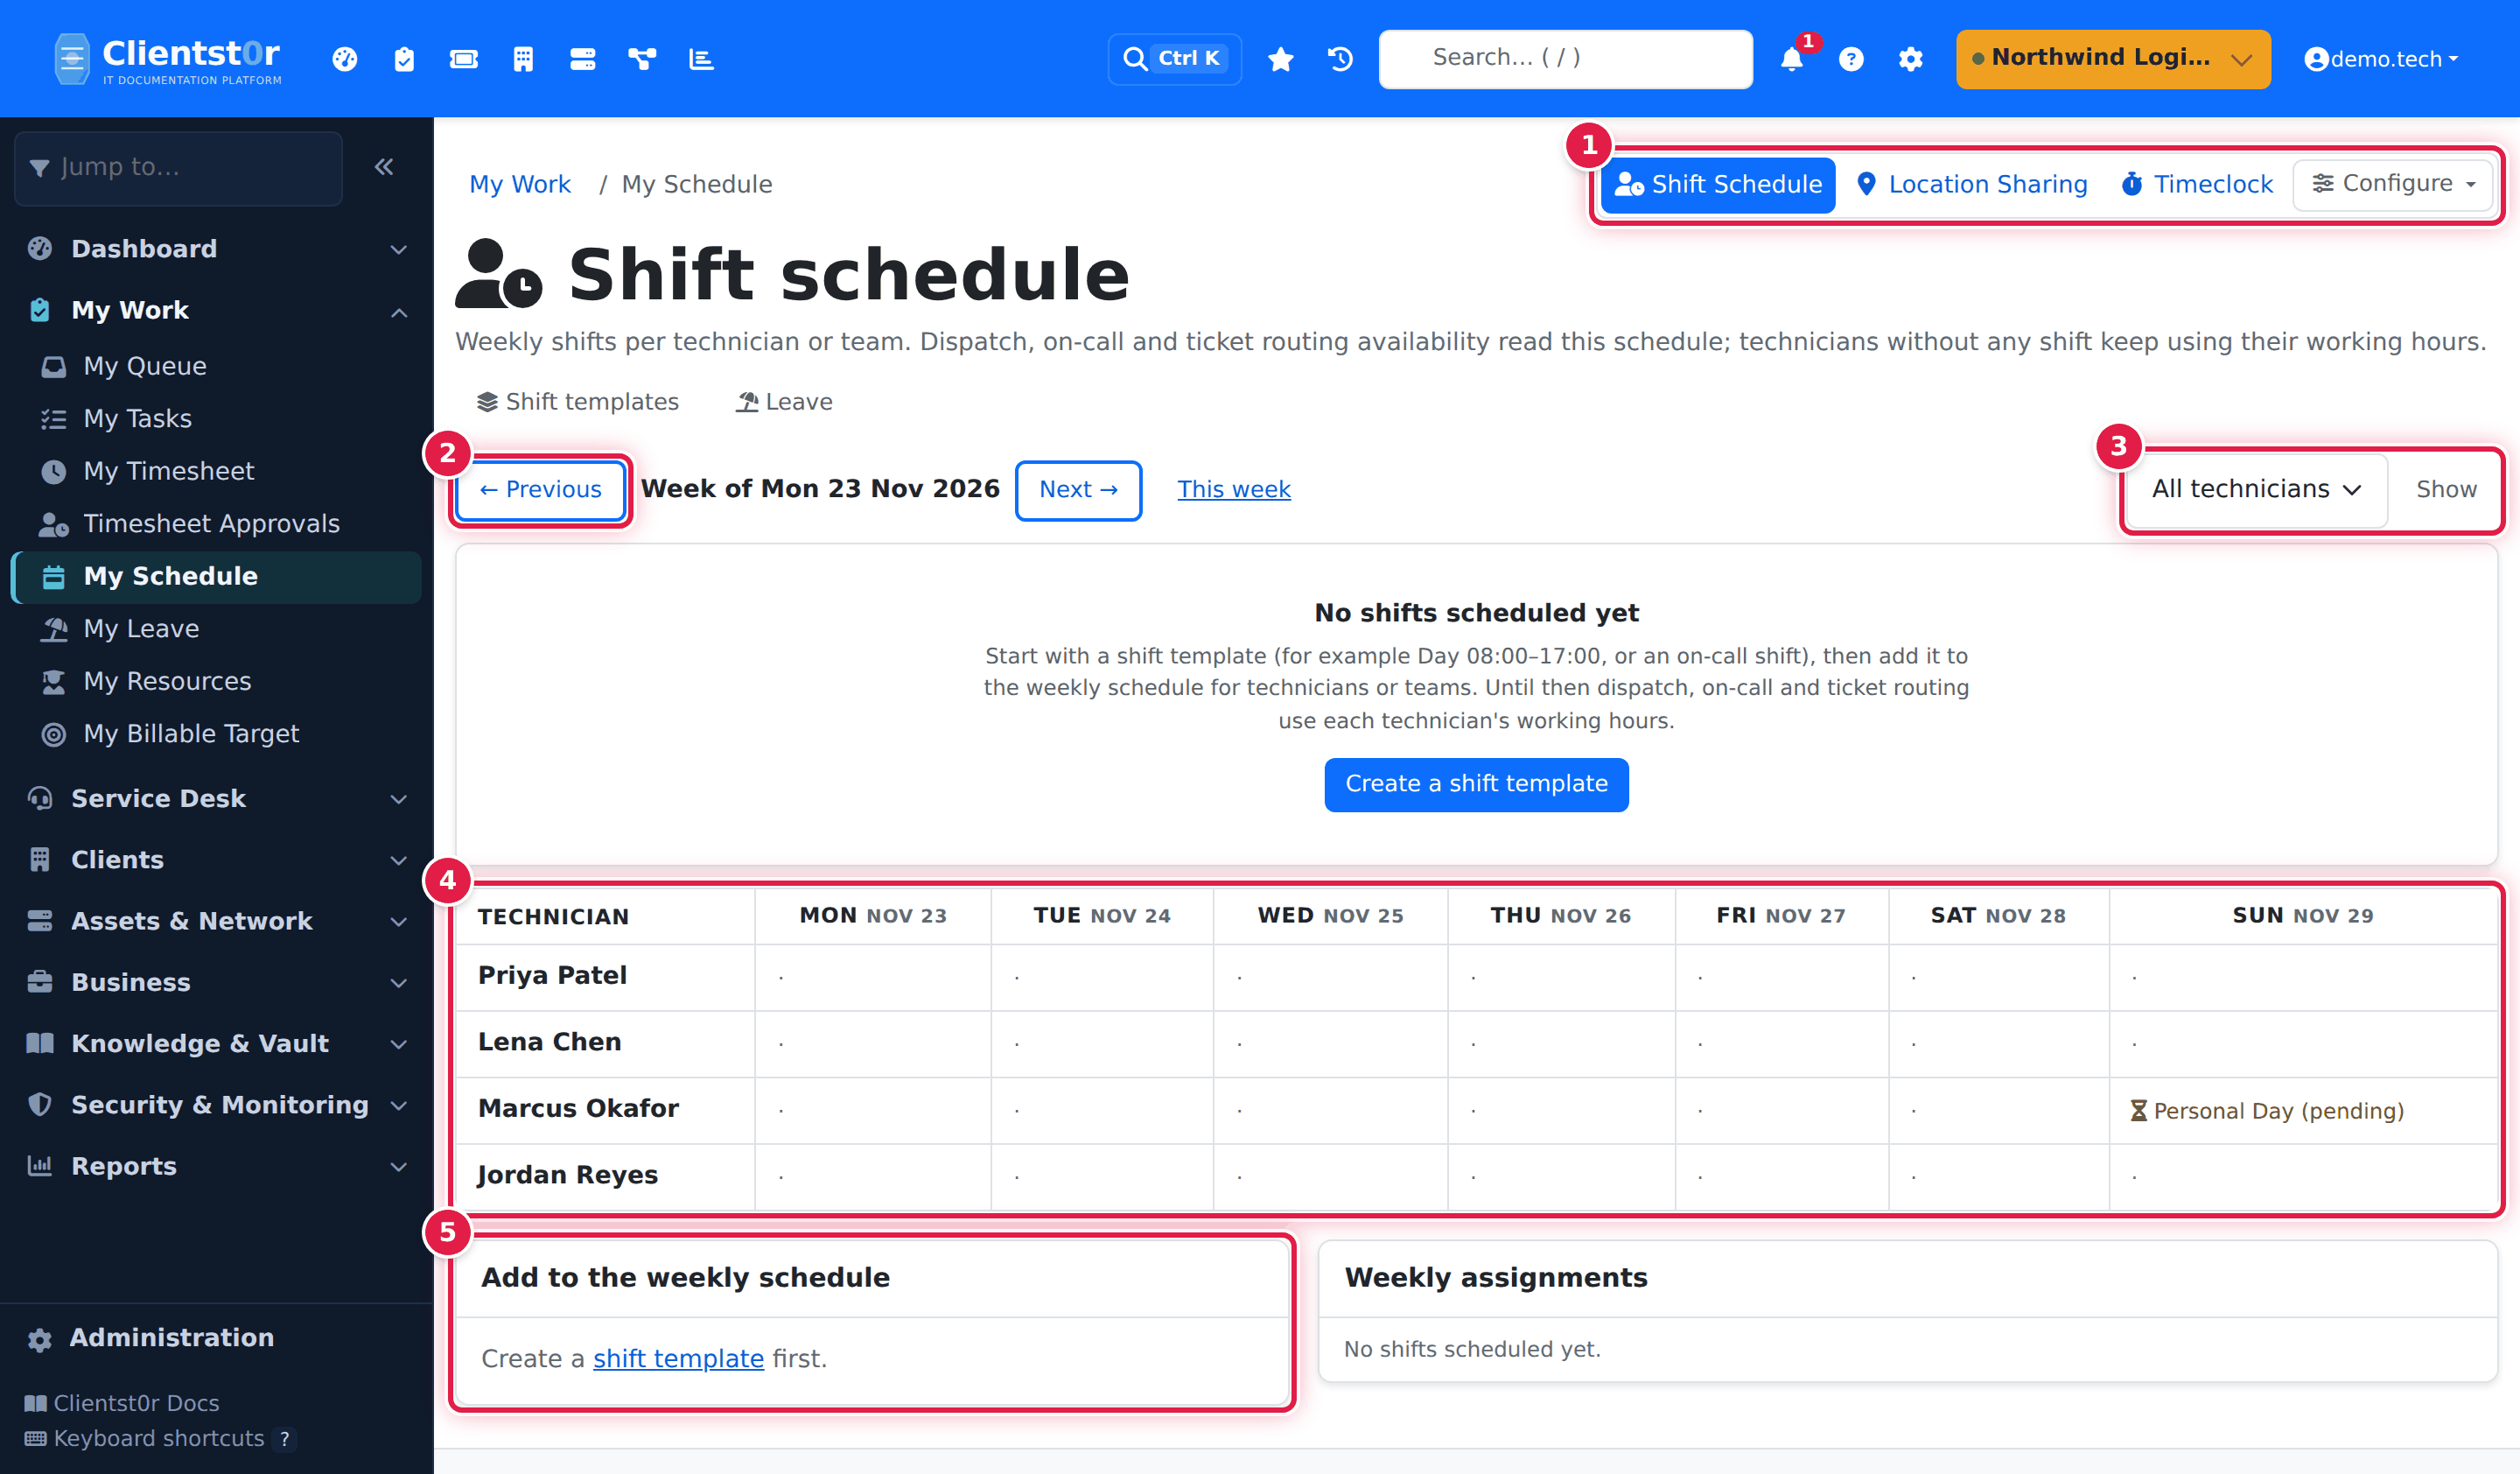 Clientst0r
IT DOCUMENTATION PLATFORM
Ctrl K
Search... ( / )
1
?
Northwind Logi...
demo.tech
Jump to...
Dashboard
My Work
My Queue
My Tasks
My Timesheet
Timesheet Approvals
My Schedule
My Leave
My Resources
My Billable Target
Service Desk
Clients
Assets & Network
Business
Knowledge & Vault
Security & Monitoring
Reports
Administration
Clientst0r Docs
Keyboard shortcuts ?
My Work / My Schedule
1
Shift Schedule
Location Sharing
Timeclock
Configure
Shift schedule
Weekly shifts per technician or team. Dispatch, on-call and ticket routing availability read this schedule; technicians without any shift keep using their working hours.
Shift templates
Leave
2
← Previous
Week of Mon 23 Nov 2026
Next →
This week
3
All technicians
Show
No shifts scheduled yet
Start with a shift template (for example Day 08:00–17:00, or an on-call shift), then add it to
the weekly schedule for technicians or teams. Until then dispatch, on-call and ticket routing
use each technician's working hours.
Create a shift template
4
TECHNICIAN MON NOV 23 TUE NOV 24 WED NOV 25 THU NOV 26 FRI NOV 27 SAT NOV 28 SUN NOV 29
Priya Patel · · · · · · ·
Lena Chen · · · · · · ·
Marcus Okafor · · · · · · Personal Day (pending)
Jordan Reyes · · · · · · ·
5
Add to the weekly schedule
Create a shift template first.
Weekly assignments
No shifts scheduled yet.